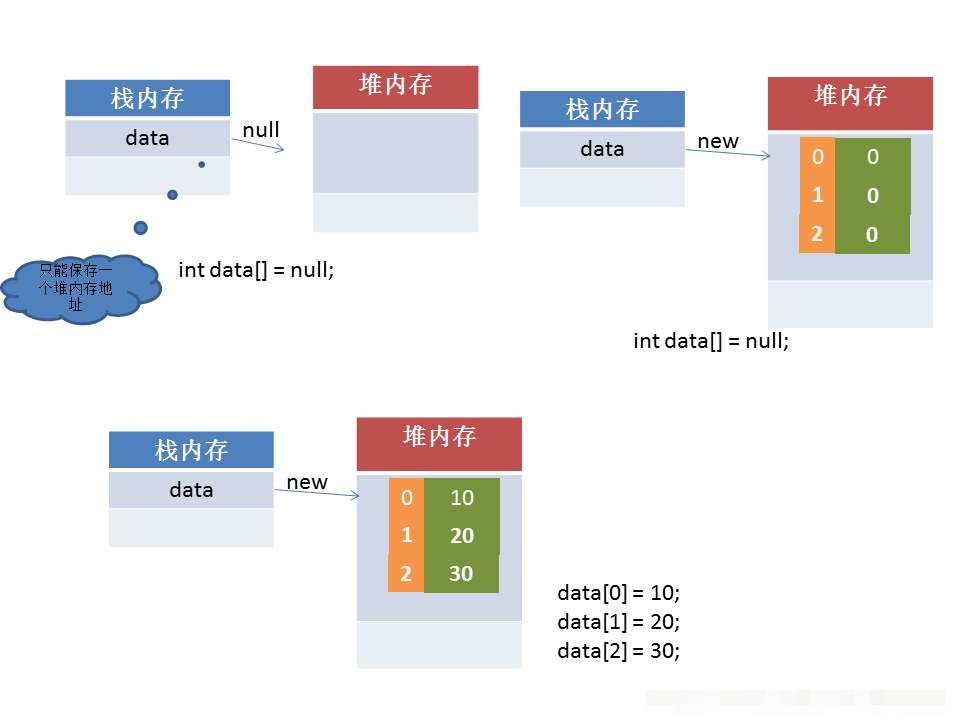 栈内存
堆内存
data
null
只能保存一
个堆内存地
址
int data[] = null;
栈内存
堆内存
data
new
0 0
1 0
2 0
int data[] = null;
栈内存
堆内存
data
new
0 10
1 20
2 30
data[0] = 10;
data[1] = 20;
data[2] = 30;